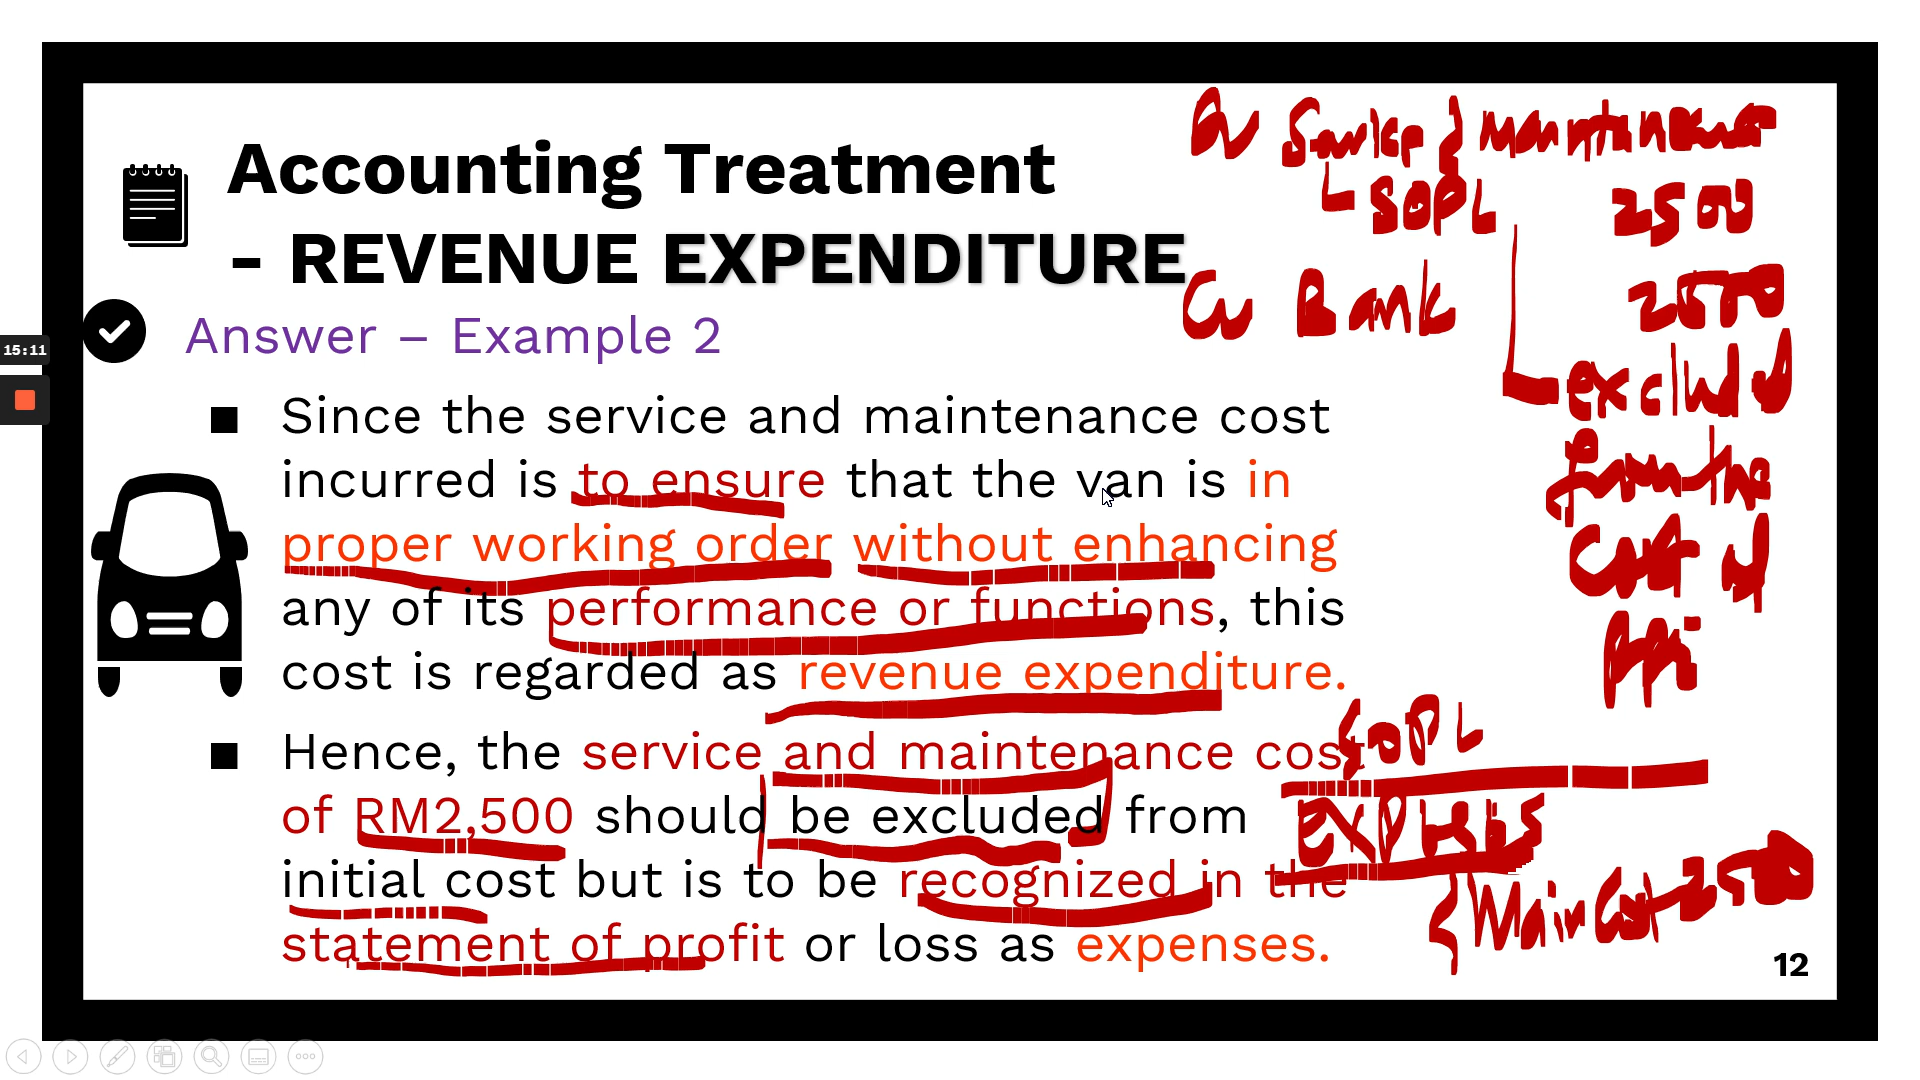 Accounting Treatment
- REVENUE EXPENDITURE
Dr Service & maintenance
SOPL 2500
Cr Bank 2500
Answer – Example 2
15:11
■ Since the service and maintenance cost
incurred is to ensure that the van is in
proper working order without enhancing
any of its performance or functions, this
cost is regarded as revenue expenditure.
■ Hence, the service and maintenance cost
of RM2,500 should be excluded from
initial cost but is to be recognized in the
statement of profit or loss as expenses.
exclud
from the
Cost of
SOPL
Expenses
Main Cost 2500
12